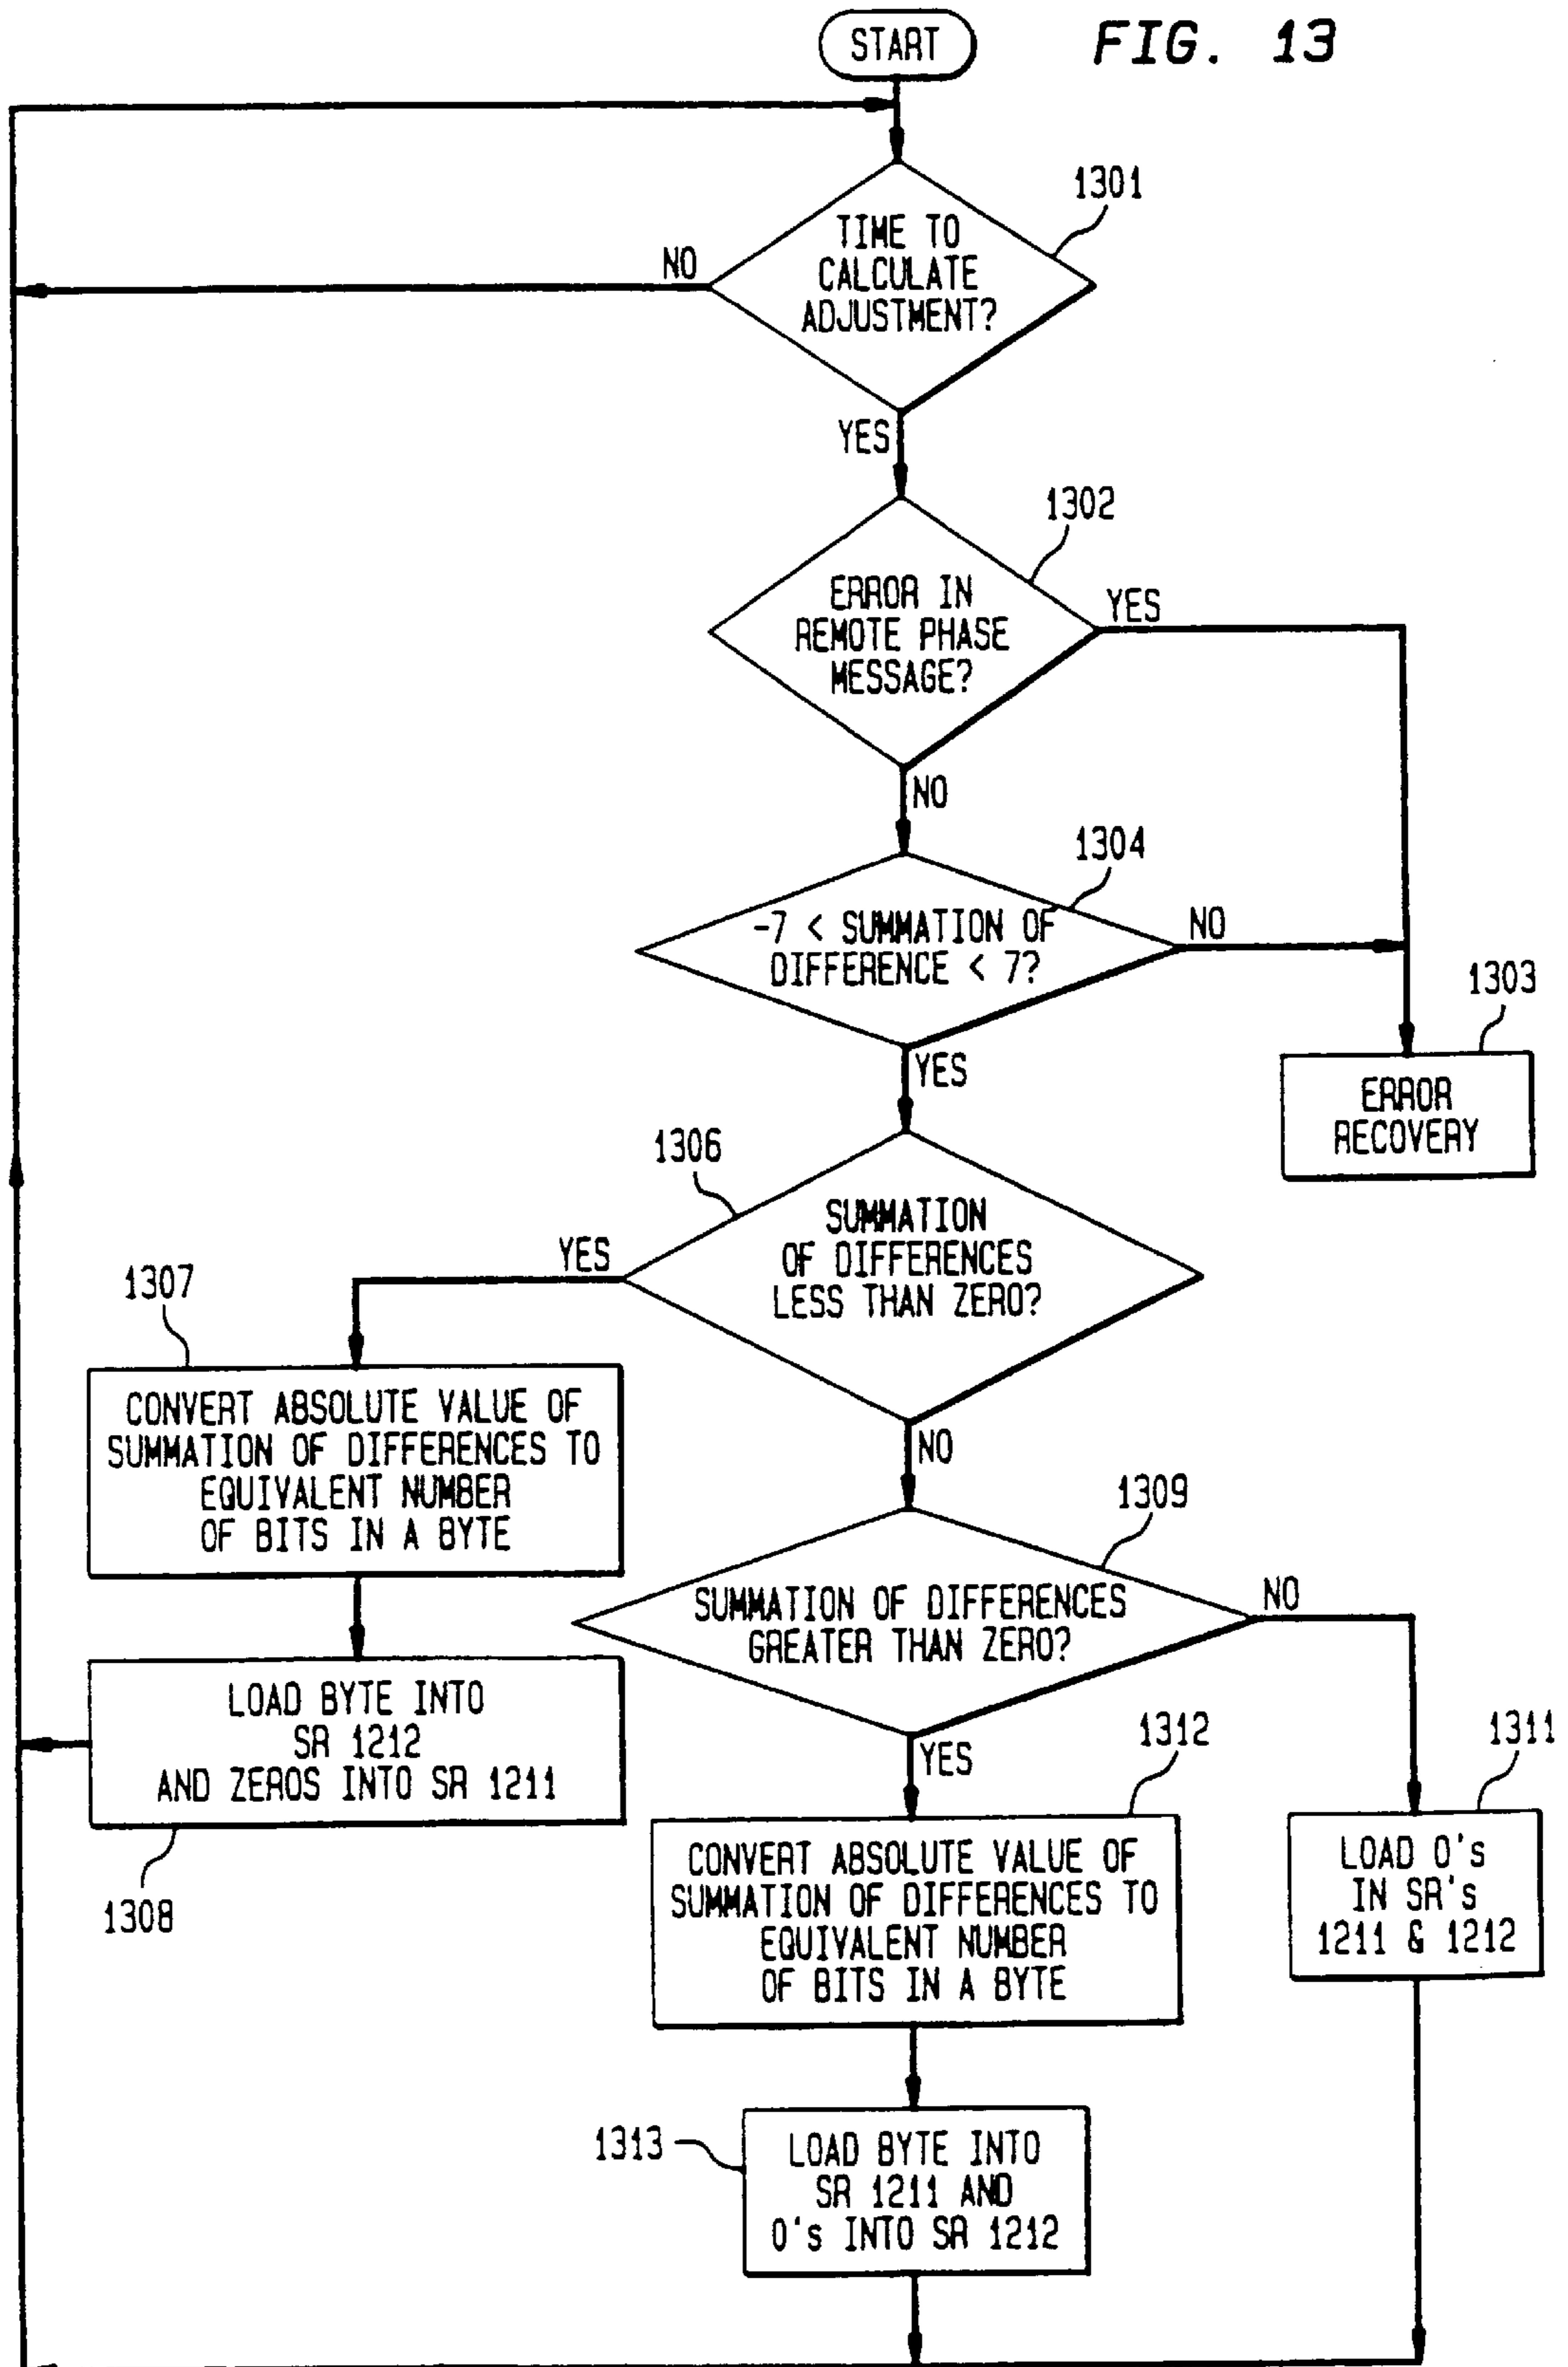 START
FIG. 13
1301
TIME TO
CALCULATE
ADJUSTMENT?
NO
YES
1302
ERROR IN
REMOTE PHASE
MESSAGE?
YES
NO
1304
-7 < SUMMATION OF
DIFFERENCE < 7?
NO
YES
1303
ERROR
RECOVERY
1306
SUMMATION
OF DIFFERENCES
LESS THAN ZERO?
YES
NO
1307
CONVERT ABSOLUTE VALUE OF
SUMMATION OF DIFFERENCES TO
EQUIVALENT NUMBER
OF BITS IN A BYTE
LOAD BYTE INTO
SR 1212
AND ZEROS INTO SR 1211
1308
1309
SUMMATION OF DIFFERENCES
GREATER THAN ZERO?
NO
YES
1312
CONVERT ABSOLUTE VALUE OF
SUMMATION OF DIFFERENCES TO
EQUIVALENT NUMBER
OF BITS IN A BYTE
1311
LOAD 0's
IN SR's
1211 & 1212
1313
LOAD BYTE INTO
SR 1211 AND
0's INTO SR 1212